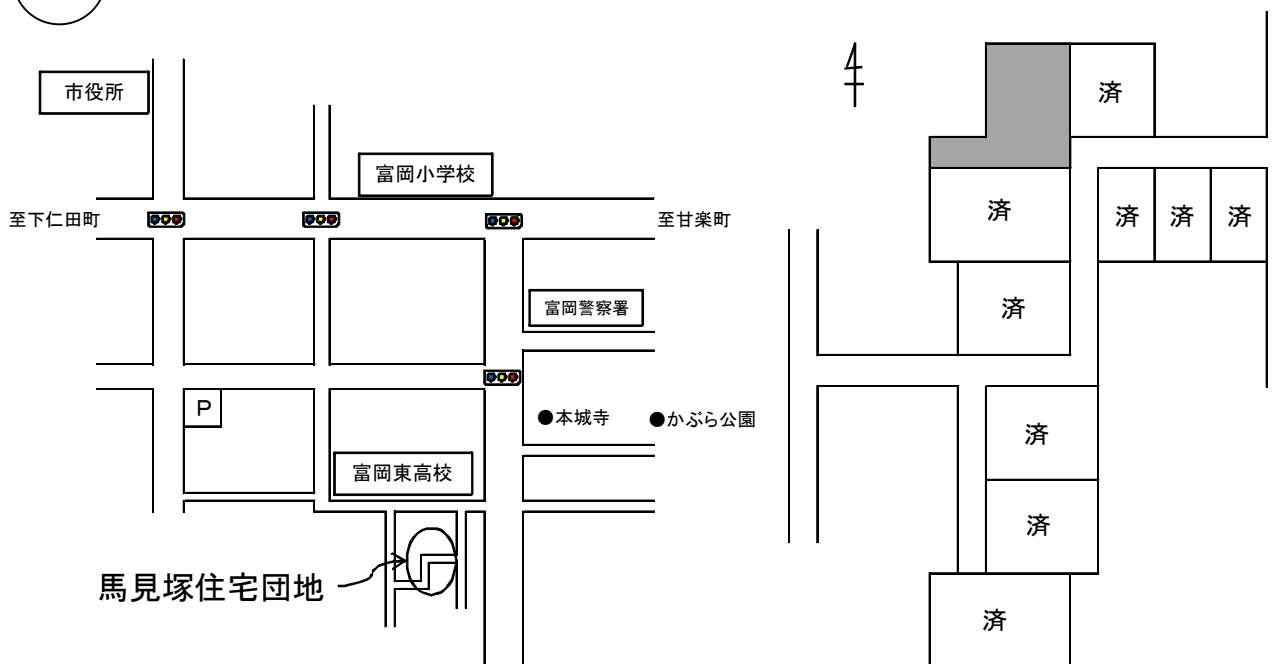 市役所
富岡小学校
至下仁田町
至甘楽町
富岡警察署
P
●本城寺
●かぶら公園
富岡東高校
馬見塚住宅団地
済
済
済
済
済
済
済
済
済